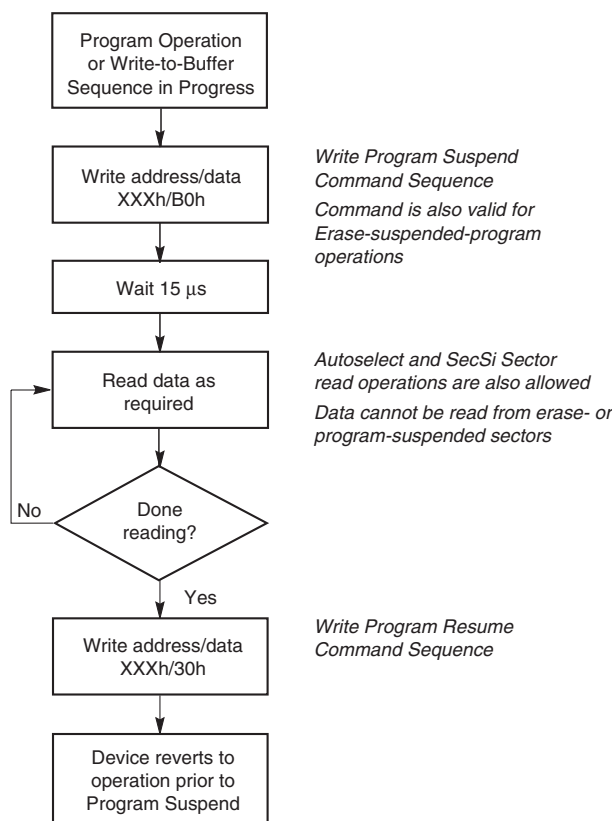 Program Operation
or Write-to-Buffer
Sequence in Progress
Write address/data
XXXh/B0h
Write Program Suspend
Command Sequence
Command is also valid for
Erase-suspended-program
operations
Wait 15 μs
Read data as
required
Autoselect and SecSi Sector
read operations are also allowed
Data cannot be read from erase- or
program-suspended sectors
Done
reading?
No
Yes
Write address/data
XXXh/30h
Write Program Resume
Command Sequence
Device reverts to
operation prior to
Program Suspend